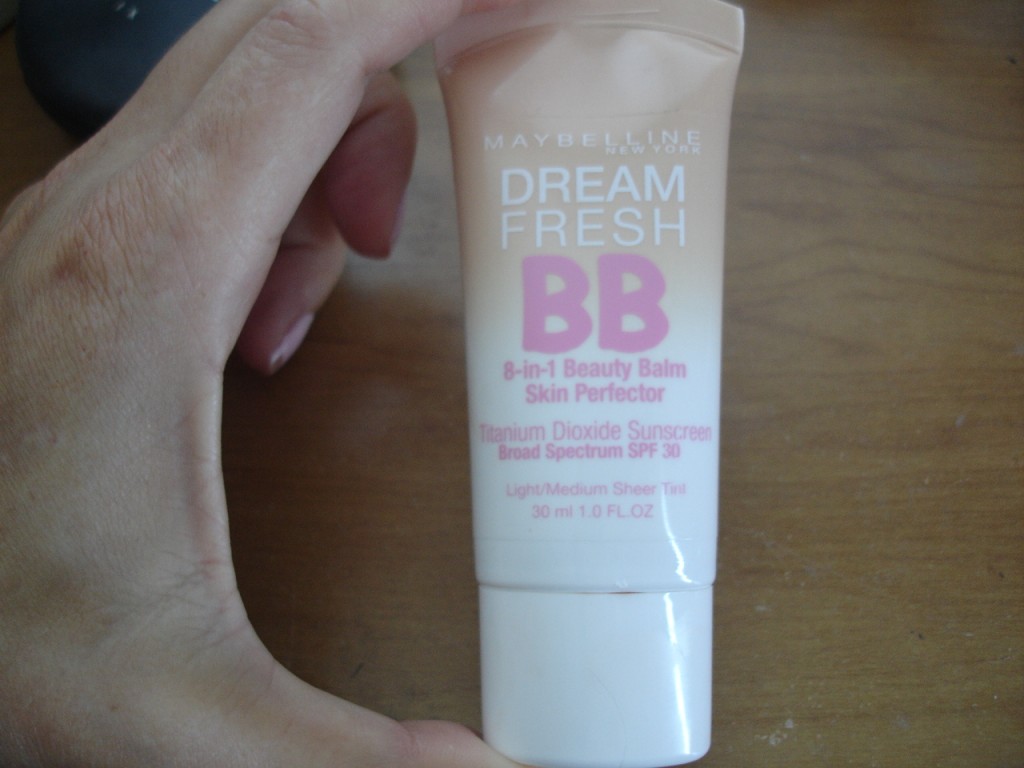 MAYBELLINE
NEW YORK
DREAM
FRESH
BB
8-in-1 Beauty Balm
Skin Perfector
Titanium Dioxide Sunscreen
Broad Spectrum SPF 30
Light/Medium Sheer Tint
30 ml 1.0 FL.OZ